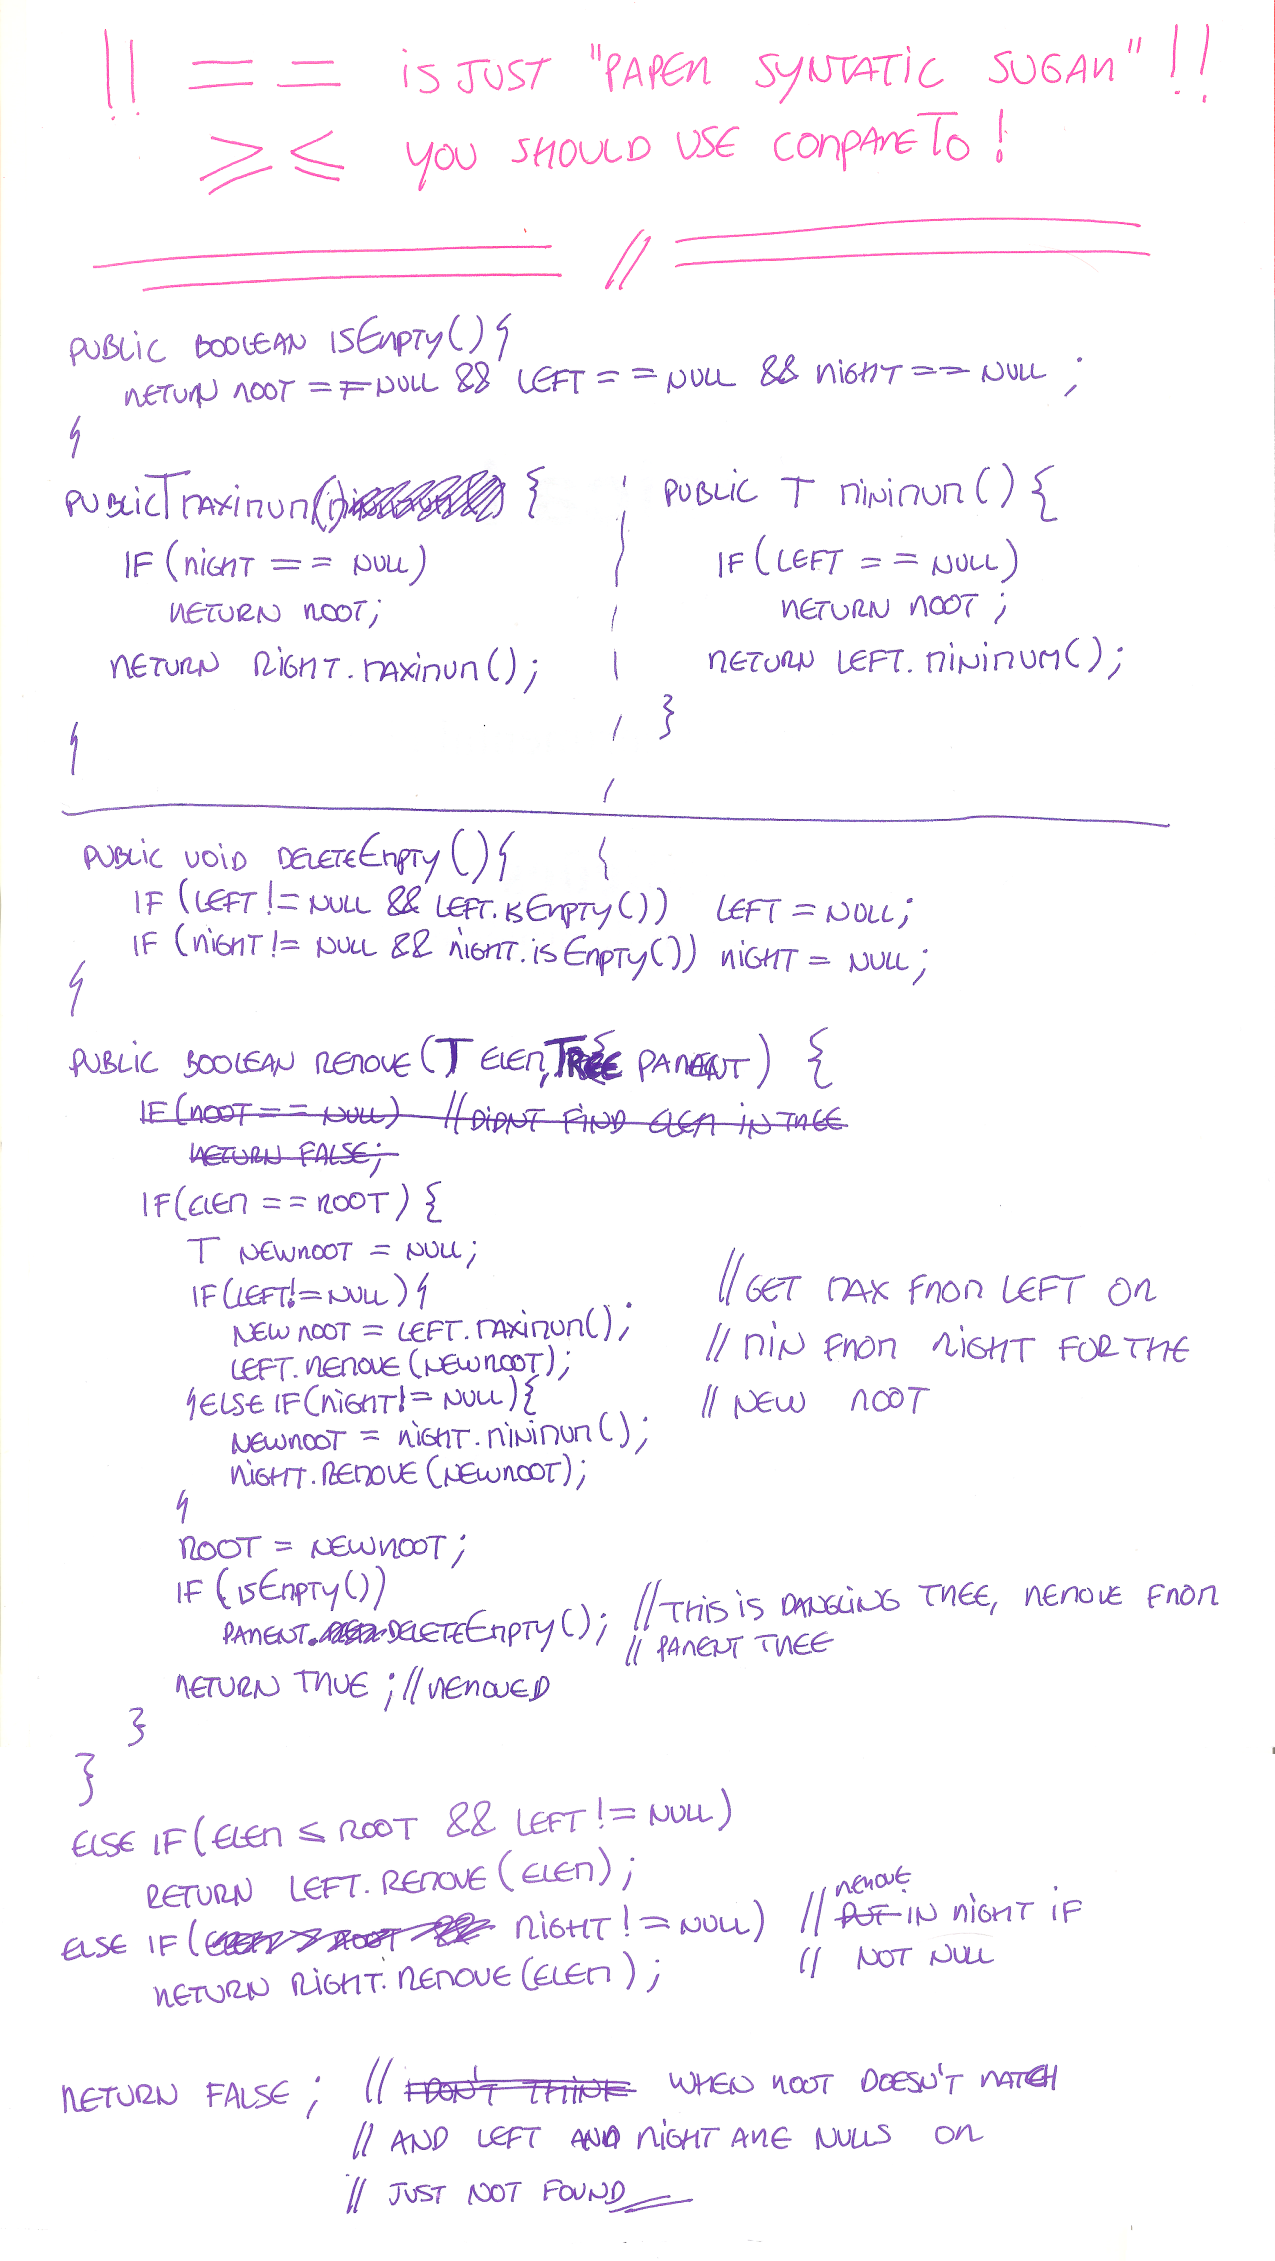 !! == IS JUST "PAPER SYNTATIC SUGAR" !!
≥ ≤ YOU SHOULD USE COMPARETO!
//
PUBLIC BOOLEAN ISEMPTY(){
RETURN ROOT == NULL && LEFT == NULL && RIGHT == NULL ;
}
PUBLIC T MAXIMUM() {
IF (RIGHT == NULL)
RETURN ROOT;
RETURN RIGHT.MAXIMUM();
}
PUBLIC T MINIMUM() {
IF (LEFT == NULL)
RETURN ROOT ;
RETURN LEFT.MINIMUM();
}
PUBLIC VOID DELETEEMPTY(){
IF (LEFT != NULL && LEFT.ISEMPTY()) LEFT = NULL;
IF (RIGHT != NULL && RIGHT.ISEMPTY()) RIGHT = NULL;
}
PUBLIC BOOLEAN REMOVE(T ELEM, TREE PARENT) {
IF (ROOT == NULL) //DIDNT FIND ELEM IN TREE
RETURN FALSE;
IF(ELEM == ROOT) {
T NEWROOT = NULL;
IF(LEFT != NULL){ //GET MAX FROM LEFT OR
NEWROOT = LEFT.MAXIMUM(); // MIN FROM RIGHT FOR THE
LEFT.REMOVE(NEWROOT);
}ELSE IF(RIGHT != NULL){ // NEW ROOT
NEWROOT = RIGHT.MINIMUM();
RIGHT.REMOVE(NEWROOT);
}
ROOT = NEWROOT;
IF (ISEMPTY())
PARENT.DELETEEMPTY(); //THIS IS DANGLING TREE, REMOVE FROM
// PARENT TREE
RETURN TRUE ; //REMOVED
}
}
ELSE IF(ELEM ≤ ROOT && LEFT != NULL)
RETURN LEFT.REMOVE(ELEM);
ELSE IF(ELEM > ROOT && RIGHT != NULL) // PUT REMOVE IN RIGHT IF
// NOT NULL
RETURN RIGHT.REMOVE(ELEM);
RETURN FALSE; // I DON'T THINK WHEN ROOT DOESN'T MATCH
// AND LEFT AND RIGHT ARE NULLS OR
// JUST NOT FOUND